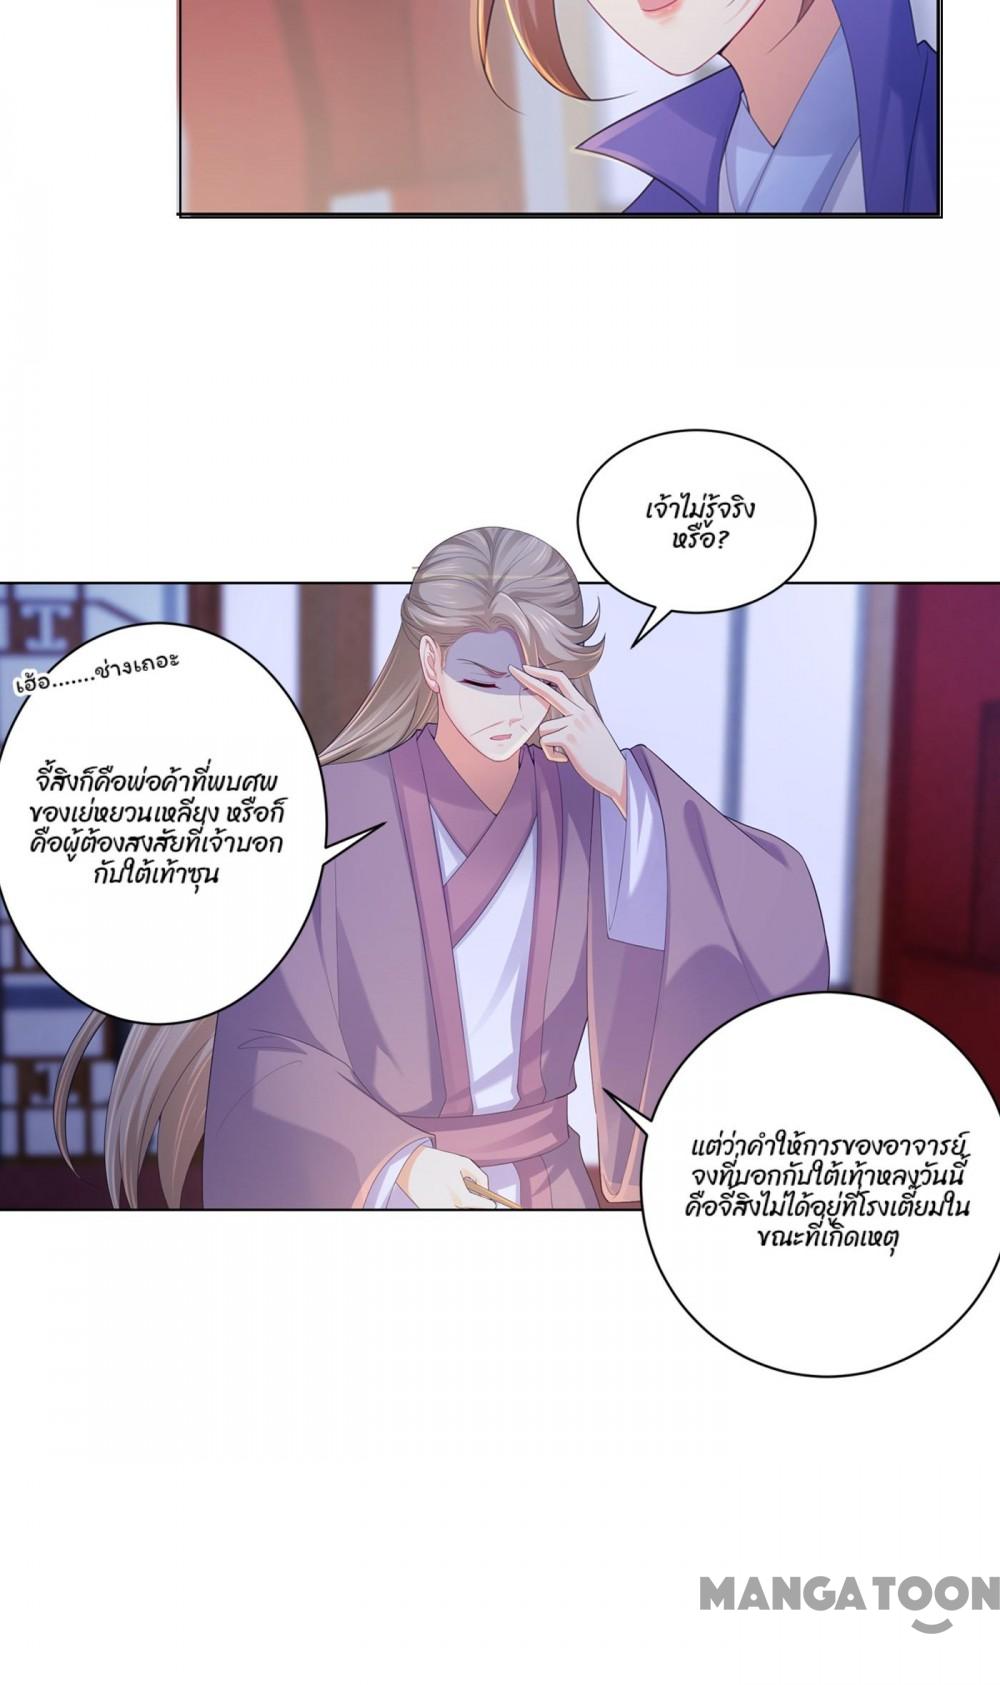 เจ้าไม่รู้จริง
หรือ?
เฮ้อ.......ช่างเถอะ
จี้สิงก็คือพ่อค้าที่พบศพ
ของเย่หยวนเหลียง หรือก็
คือผู้ต้องสงสัยที่เจ้าบอก
กับใต้เท้าซุน
แต่ว่าคำให้การของอาจารย์
จงที่บอกกับใต้เท้าหลงวันนี้
คือจี้สิงไม่ได้อยู่ที่โรงเตี๊ยมใน
ขณะที่เกิดเหตุ
MANGATOON